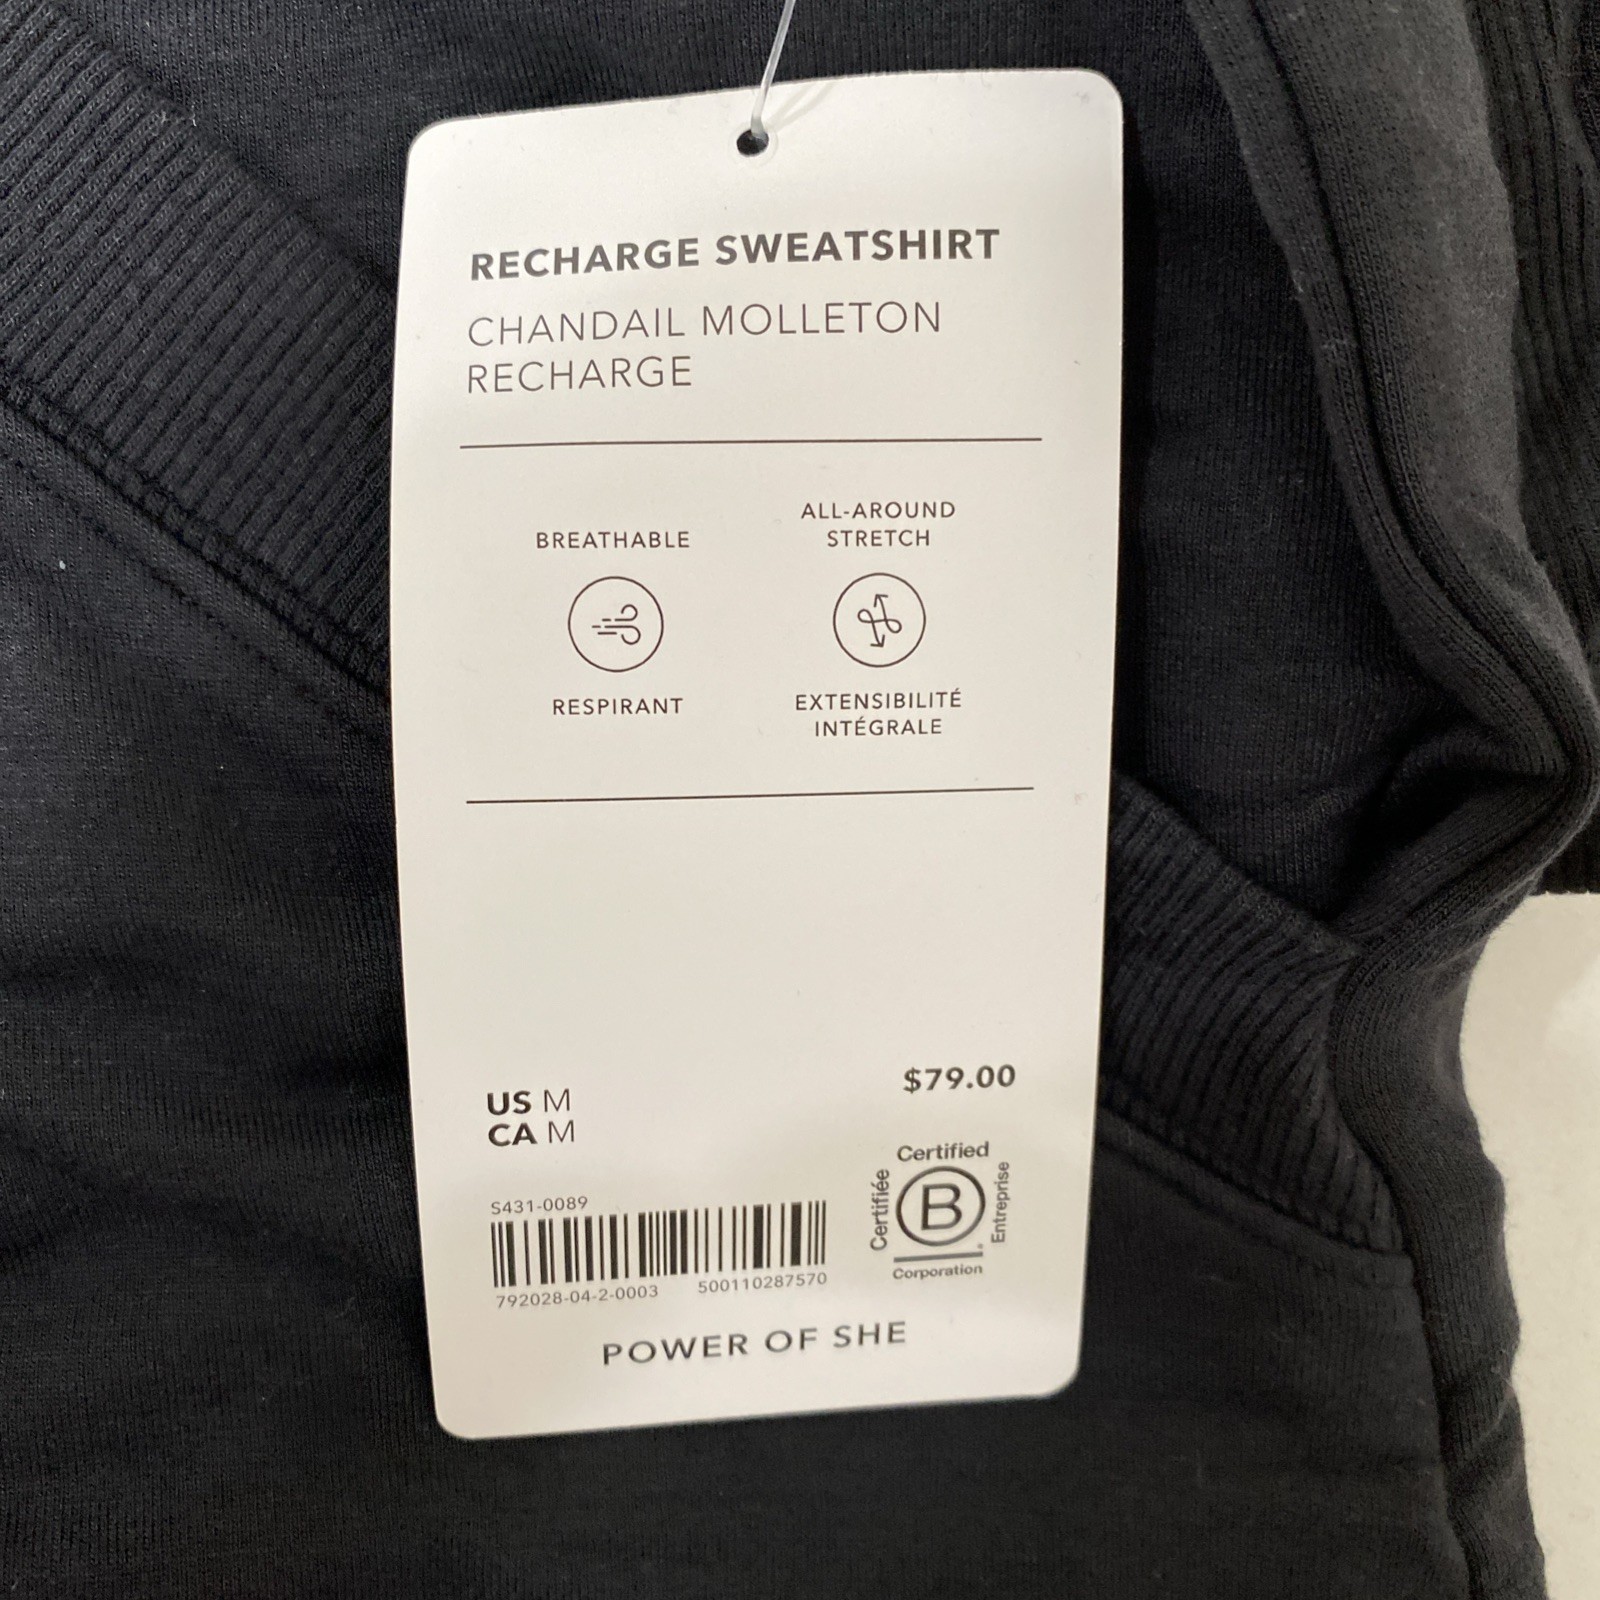 RECHARGE SWEATSHIRT
CHANDAIL MOLLETON
RECHARGE
BREATHABLE
RESPIRANT
ALL-AROUND
STRETCH
EXTENSIBILITÉ
INTÉGRALE
US M
CA M
$79.00
S431-0089
792028-04-2-0003 500110287570
Certified
Certifiée
B
Entreprise
Corporation
POWER OF SHE